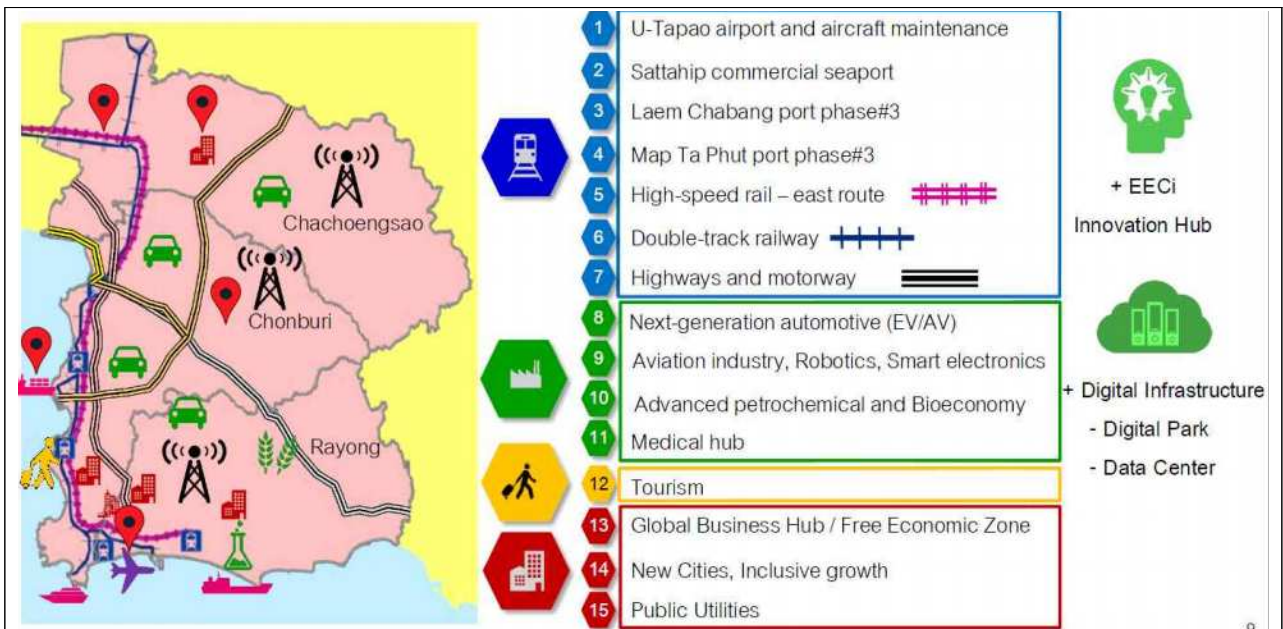 Chachoengsao
Chonburi
Rayong
1 U-Tapao airport and aircraft maintenance
2 Sattahip commercial seaport
3 Laem Chabang port phase#3
4 Map Ta Phut port phase#3
5 High-speed rail – east route
6 Double-track railway
7 Highways and motorway
8 Next-generation automotive (EV/AV)
9 Aviation industry, Robotics, Smart electronics
10 Advanced petrochemical and Bioeconomy
11 Medical hub
12 Tourism
13 Global Business Hub / Free Economic Zone
14 New Cities, Inclusive growth
15 Public Utilities
+ EECi
Innovation Hub
+ Digital Infrastructure
- Digital Park
- Data Center